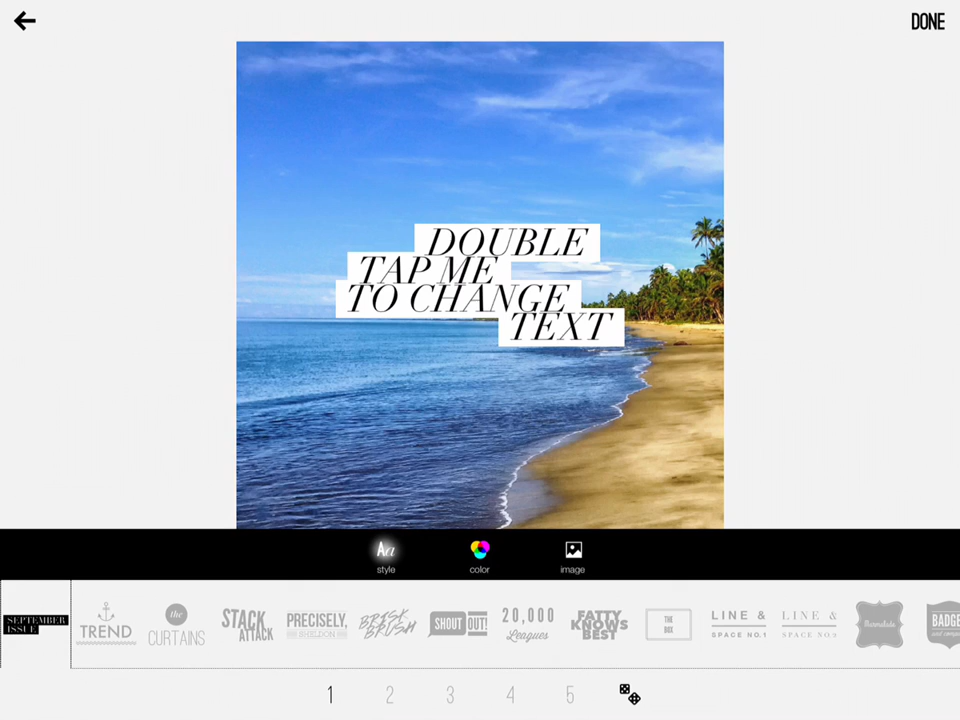 DONE
DOUBLE
TAP ME
TO CHANGE
TEXT
Aa
style
color
image
SEPTEMBER
ISSUE
TREND
the
CURTAINS
STACK
ATTACK
PRECISELY,
SHELDON
BRISK
BRUSH
SHOUT OUT!
20,000
Leagues
FATTY
KNOWS
BEST
THE
BOX
LINE &
SPACE NO.1
LINE &
SPACE NO.2
themelods
BADGE
1 2 3 4 5